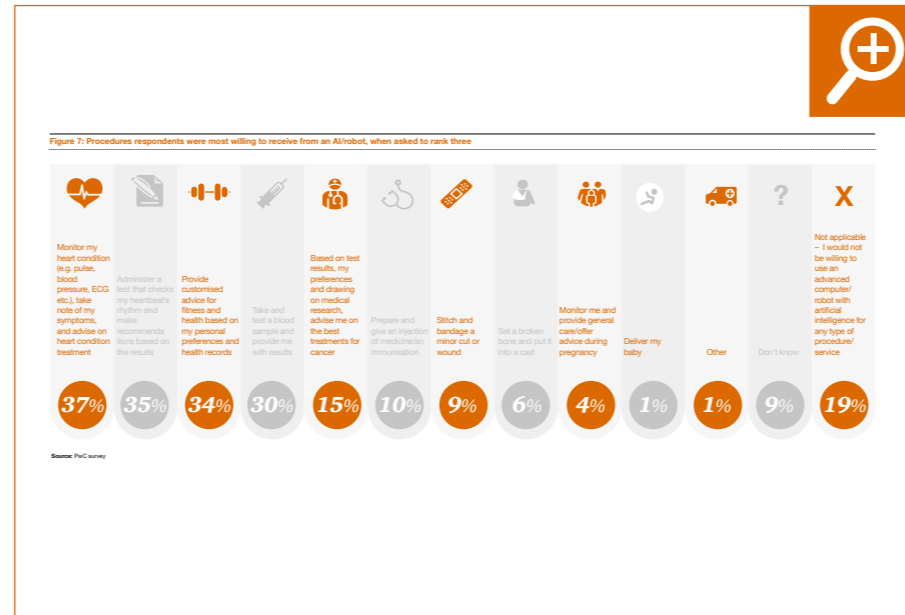 Figure 7: Procedures respondents were most willing to receive from an AI/robot, when asked to rank three
Monitor my
heart condition
(e.g. pulse,
blood
pressure, ECG
etc.), take
note of my
symptoms,
and advise on
heart condition
treatment
37%
Administer a
test that checks
my heartbeat's
rhythm and
make
recommenda
tions based on
the results
35%
Provide
customised
advice for
fitness and
health based on
my personal
preferences and
health records
34%
Take and
test a blood
sample and
provide me
with results
30%
Based on test
results, my
preferences
and drawing
on medical
research,
advise me on
the best
treatments for
cancer
15%
Prepare and
give an injection
of medicine/an
immunisation
10%
Stitch and
bandage a
minor cut or
wound
9%
Set a broken
bone and put it
into a cast
6%
Monitor me and
provide general
care/offer
advice during
pregnancy
4%
Deliver my
baby
1%
Other
1%
Don't know
9%
X
Not applicable
– I would not
be willing to
use an
advanced
computer/
robot with
artificial
intelligence for
any type of
procedure/
service
19%
?
Source: PwC survey